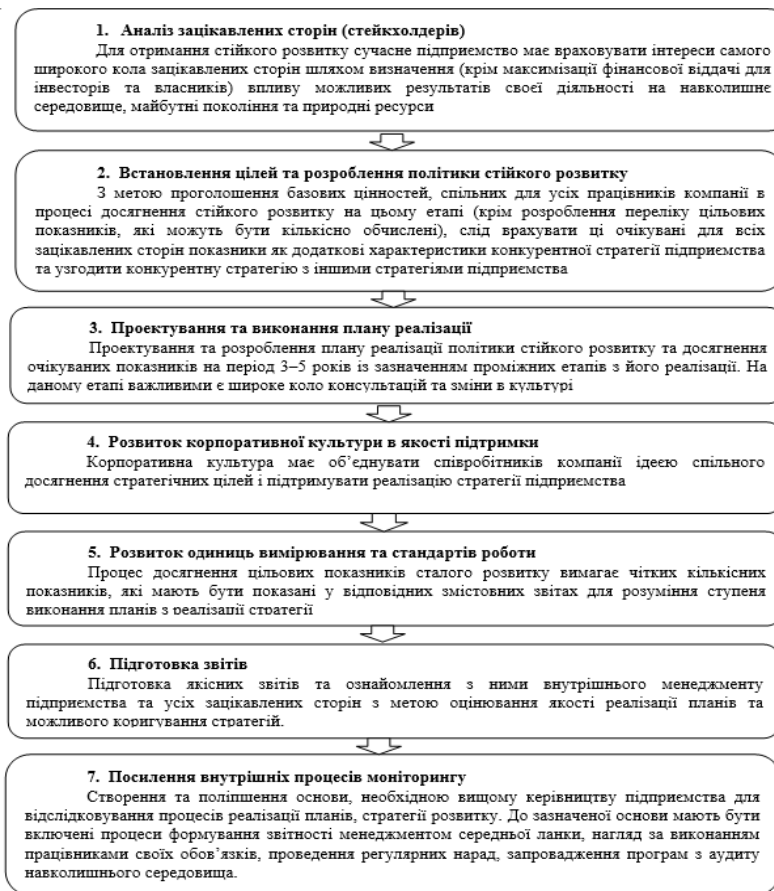 1. Аналіз зацікавлених сторін (стейкхолдерів)
Для отримання стійкого розвитку сучасне підприємство має враховувати інтереси самого
широкого кола зацікавлених сторін шляхом визначення (крім максимізації фінансової віддачі для
інвесторів та власників) впливу можливих результатів своєї діяльності на навколишнє
середовище, майбутні покоління та природні ресурси
2. Встановлення цілей та розроблення політики стійкого розвитку
З метою проголошення базових цінностей, спільних для усіх працівників компанії в
процесі досягнення стійкого розвитку на цьому етапі (крім розроблення переліку цільових
показників, які можуть бути кількісно обчислені), слід врахувати ці очікувані для всіх
зацікавлених сторін показники як додаткові характеристики конкурентної стратегії підприємства
та узгодити конкурентну стратегію з іншими стратегіями підприємства
3. Проектування та виконання плану реалізації
Проектування та розроблення плану реалізації політики стійкого розвитку та досягнення
очікуваних показників на період 3–5 років із зазначенням проміжних етапів з його реалізації. На
даному етапі важливими є широке коло консультацій та зміни в культурі
4. Розвиток корпоративної культури в якості підтримки
Корпоративна культура має об’єднувати співробітників компанії ідеєю спільного
досягнення стратегічних цілей і підтримувати реалізацію стратегії підприємства
5. Розвиток одиниць вимірювання та стандартів роботи
Процес досягнення цільових показників сталого розвитку вимагає чітких кількісних
показників, які мають бути показані у відповідних змістовних звітах для розуміння ступеня
виконання планів з реалізації стратегії
6. Підготовка звітів
Підготовка якісних звітів та ознайомлення з ними внутрішнього менеджменту
підприємства та усіх зацікавлених сторін з метою оцінювання якості реалізації планів та
можливого коригування стратегій.
7. Посилення внутрішніх процесів моніторингу
Створення та поліпшення основи, необхідною вищому керівництву підприємства для
відслідковування процесів реалізації планів, стратегії розвитку. До зазначеної основи мають бути
включені процеси формування звітності менеджментом середньої ланки, нагляд за виконанням
працівниками своїх обов’язків, проведення регулярних нарад, запровадження програм з аудиту
навколишнього середовища.